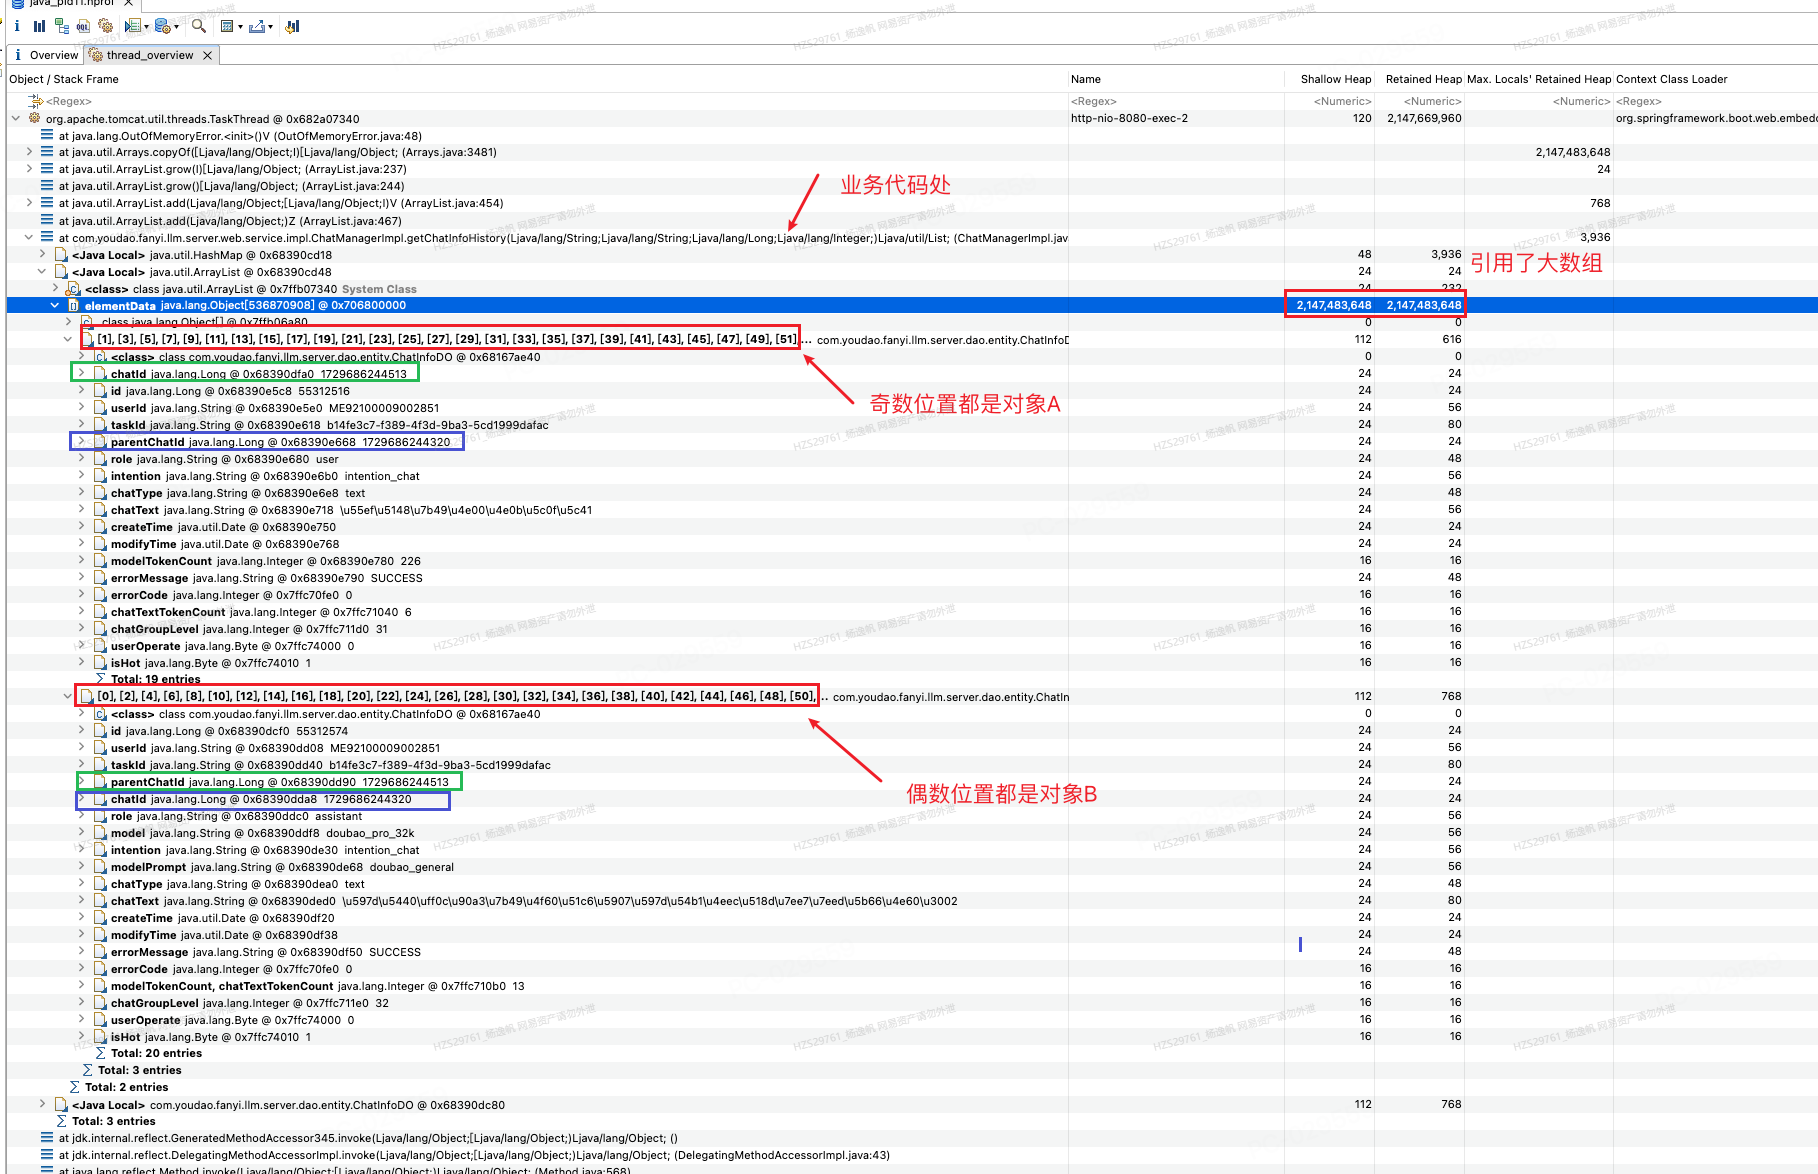 java_pid11.hprof
Overview
thread_overview
Object / Stack Frame Name Shallow Heap Retained Heap Max. Locals' Retained Heap Context Class Loader
<Regex> <Regex> <Numeric> <Numeric> <Numeric> <Regex>
org.apache.tomcat.util.threads.TaskThread @ 0x682a07340 http-nio-8080-exec-2 120 2,147,669,960 org.springframework.boot.web.embedd
at java.lang.OutOfMemoryError.<init>()V (OutOfMemoryError.java:48)
at java.util.Arrays.copyOf([Ljava/lang/Object;I)[Ljava/lang/Object; (Arrays.java:3481) 2,147,483,648
at java.util.ArrayList.grow(I)[Ljava/lang/Object; (ArrayList.java:237) 24
at java.util.ArrayList.grow()[Ljava/lang/Object; (ArrayList.java:244)
业务代码处
at java.util.ArrayList.add(Ljava/lang/Object;[Ljava/lang/Object;I)V (ArrayList.java:454) 768
at java.util.ArrayList.add(Ljava/lang/Object;)Z (ArrayList.java:467)
at com.youdao.fanyi.llm.server.web.service.impl.ChatManagerImpl.getChatInfoHistory(Ljava/lang/String;Ljava/lang/String;Ljava/lang/Long;Ljava/lang/Integer;)Ljava/util/List; (ChatManagerImpl.jav 3,936
<Java Local> java.util.HashMap @ 0x68390cd18 48 3,936
引用了大数组
<Java Local> java.util.ArrayList @ 0x68390cd48 24 24
<class> class java.util.ArrayList @ 0x7ffb07340 System Class 24 232
elementData java.lang.Object[536870908] @ 0x706800000 2,147,483,648 2,147,483,648
class java.lang.Object[] @ 0x7ffb06a80 0 0
[1], [3], [5], [7], [9], [11], [13], [15], [17], [19], [21], [23], [25], [27], [29], [31], [33], [35], [37], [39], [41], [43], [45], [47], [49], [51],... com.youdao.fanyi.llm.server.dao.entity.ChatInfoD 112 616
<class> class com.youdao.fanyi.llm.server.dao.entity.ChatInfoDO @ 0x68167ae40 0 0
chatId java.lang.Long @ 0x68390dfa0 1729686244513 24 24
id java.lang.Long @ 0x68390e5c8 55312516 24 24
奇数位置都是对象A
userId java.lang.String @ 0x68390e5e0 ME92100009002851 24 56
taskId java.lang.String @ 0x68390e618 b14fe3c7-f389-4f3d-9ba3-5cd1999dafac 24 80
parentChatId java.lang.Long @ 0x68390e668 1729686244320 24 24
role java.lang.String @ 0x68390e680 user 24 48
intention java.lang.String @ 0x68390e6b0 intention_chat 24 56
chatType java.lang.String @ 0x68390e6e8 text 24 48
chatText java.lang.String @ 0x68390e718 \u55ef\u5148\u7b49\u4e00\u4e0b\u5c0f\u5c41 24 56
createTime java.util.Date @ 0x68390e750 24 24
modifyTime java.util.Date @ 0x68390e768 24 24
modelTokenCount java.lang.Integer @ 0x68390e780 226 16 16
errorMessage java.lang.String @ 0x68390e790 SUCCESS 24 48
errorCode java.lang.Integer @ 0x7ffc70fe0 0 16 16
chatTextTokenCount java.lang.Integer @ 0x7ffc71040 6 16 16
chatGroupLevel java.lang.Integer @ 0x7ffc711d0 31 16 16
userOperate java.lang.Byte @ 0x7ffc74000 0 16 16
isHot java.lang.Byte @ 0x7ffc74010 1 16 16
Total: 19 entries
[0], [2], [4], [6], [8], [10], [12], [14], [16], [18], [20], [22], [24], [26], [28], [30], [32], [34], [36], [38], [40], [42], [44], [46], [48], [50],... com.youdao.fanyi.llm.server.dao.entity.ChatIn 112 768
<class> class com.youdao.fanyi.llm.server.dao.entity.ChatInfoDO @ 0x68167ae40 0 0
id java.lang.Long @ 0x68390dcf0 55312574 24 24
userId java.lang.String @ 0x68390dd08 ME92100009002851 24 56
taskId java.lang.String @ 0x68390dd40 b14fe3c7-f389-4f3d-9ba3-5cd1999dafac 24 80
parentChatId java.lang.Long @ 0x68390dd90 1729686244513 24 24
偶数位置都是对象B
chatId java.lang.Long @ 0x68390dda8 1729686244320 24 24
role java.lang.String @ 0x68390ddc0 assistant 24 56
model java.lang.String @ 0x68390ddf8 doubao_pro_32k 24 56
intention java.lang.String @ 0x68390de30 intention_chat 24 56
modelPrompt java.lang.String @ 0x68390de68 doubao_general 24 56
chatType java.lang.String @ 0x68390dea0 text 24 48
chatText java.lang.String @ 0x68390ded0 \u597d\u5440\uff0c\u90a3\u7b49\u4f60\u51c6\u5907\u597d\u54b1\u4eec\u518d\u7ee7\u7eed\u5b66\u4e60\u3002 24 80
createTime java.util.Date @ 0x68390df20 24 24
modifyTime java.util.Date @ 0x68390df38 24 24
errorMessage java.lang.String @ 0x68390df50 SUCCESS 24 48
errorCode java.lang.Integer @ 0x7ffc70fe0 0 16 16
modelTokenCount, chatTextTokenCount java.lang.Integer @ 0x7ffc710b0 13 16 16
chatGroupLevel java.lang.Integer @ 0x7ffc711e0 32 16 16
userOperate java.lang.Byte @ 0x7ffc74000 0 16 16
isHot java.lang.Byte @ 0x7ffc74010 1 16 16
Total: 20 entries
Total: 3 entries
Total: 2 entries
<Java Local> com.youdao.fanyi.llm.server.dao.entity.ChatInfoDO @ 0x68390dc80 112 768
Total: 3 entries
at jdk.internal.reflect.GeneratedMethodAccessor345.invoke(Ljava/lang/Object;[Ljava/lang/Object;)Ljava/lang/Object; ()
at jdk.internal.reflect.DelegatingMethodAccessorImpl.invoke(Ljava/lang/Object;[Ljava/lang/Object;)Ljava/lang/Object; (DelegatingMethodAccessorImpl.java:43)
at java.lang.reflect.Method.invoke(Ljava/lang/Object;[Ljava/lang/Object;)Ljava/lang/Object; (Method.java:568)
HZS29761_杨逸帆 网易资产请勿外泄